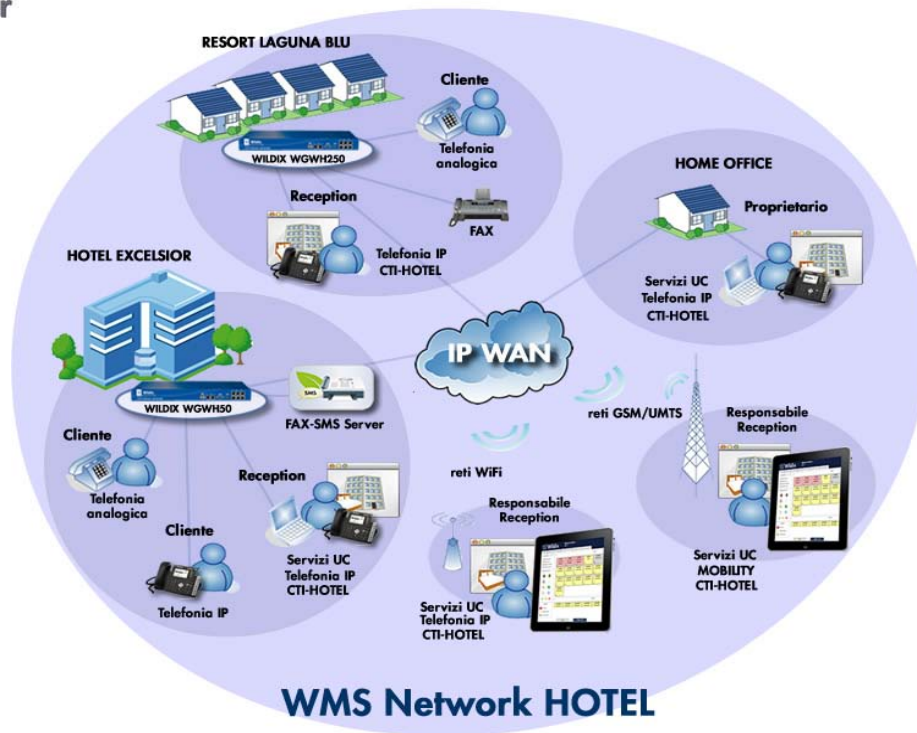 r
RESORT LAGUNA BLU
Cliente
WILDIX WGWH250
Telefonia
analogica
Reception
FAX
Telefonia IP
CTI-HOTEL
HOME OFFICE
Proprietario
Servizi UC
Telefonia IP
CTI-HOTEL
HOTEL EXCELSIOR
IP WAN
WILDIX WGWH50
SMS
FAX-SMS Server
Cliente
Telefonia
analogica
Reception
Cliente
Servizi UC
Telefonia IP
CTI-HOTEL
Telefonia IP
reti GSM/UMTS
reti WiFi
Responsabile
Reception
Servizi UC
MOBILITY
CTI-HOTEL
Responsabile
Reception
Servizi UC
Telefonia IP
CTI-HOTEL
WMS Network HOTEL